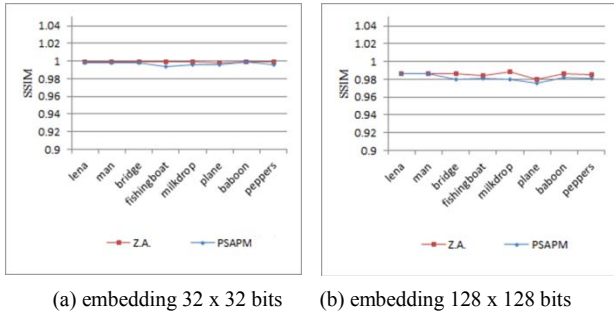 1.04
1.02
1
0.98
0.96
0.94
0.92
0.9
SSIM
lena
man
bridge
fishingboat
milkdrop
plane
baboon
peppers
Z.A.
PSAPM
1.04
1.02
1
0.98
0.96
0.94
0.92
0.9
SSIM
lena
man
bridge
fishingboat
milkdrop
plane
baboon
peppers
Z.A.
PSAPM
(a) embedding 32 x 32 bits (b) embedding 128 x 128 bits